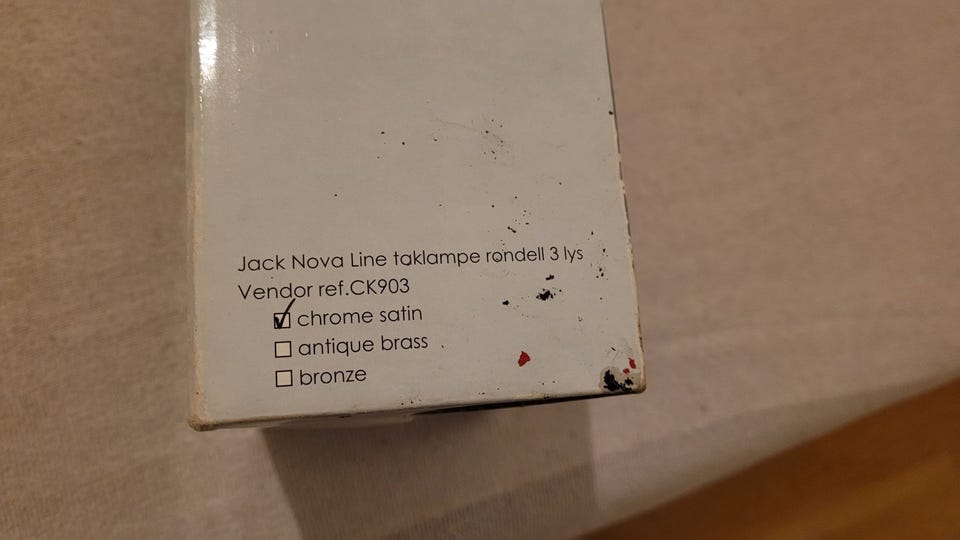 Jack Nova Line taklampe rondell 3 lys
Vendor ref.CK903
☑ chrome satin
☐ antique brass
☐ bronze